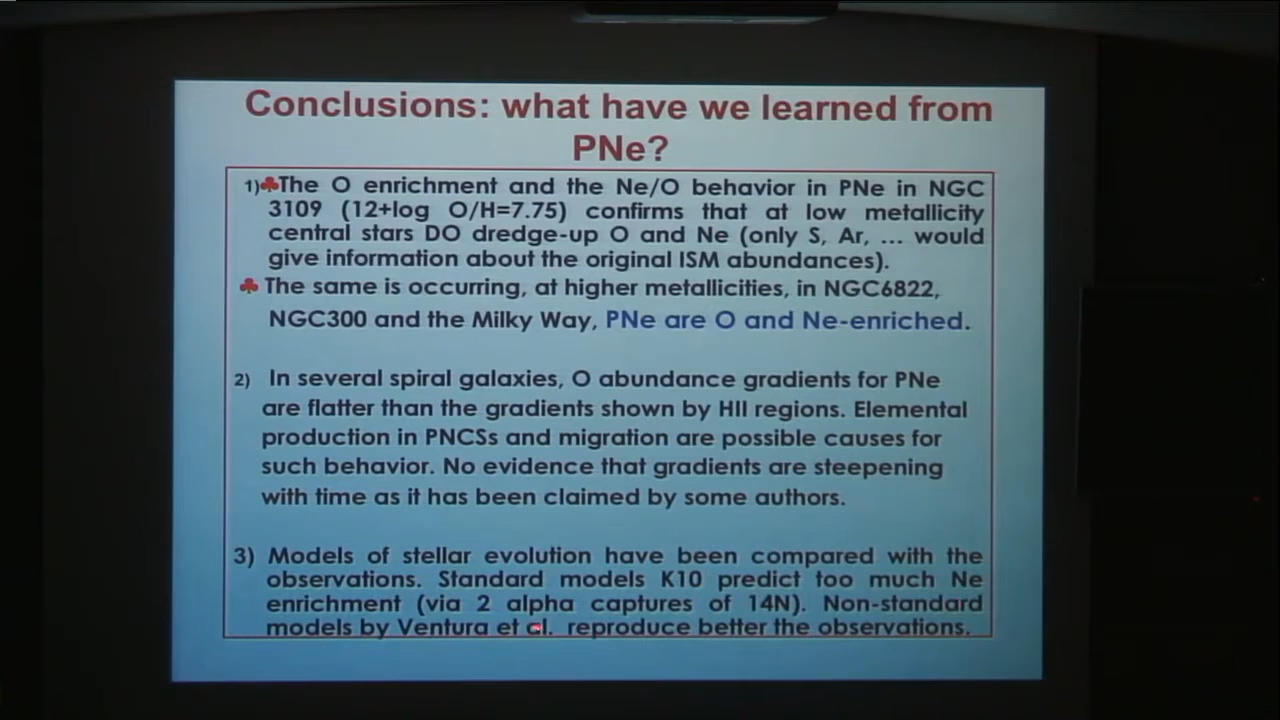 Conclusions: what have we learned from
PNe?
1)♣The O enrichment and the Ne/O behavior in PNe in NGC
3109 (12+log O/H=7.75) confirms that at low metallicity
central stars DO dredge-up O and Ne (only S, Ar, ... would
give information about the original ISM abundances).
♣ The same is occurring, at higher metallicities, in NGC6822,
NGC300 and the Milky Way, PNe are O and Ne-enriched.
2) In several spiral galaxies, O abundance gradients for PNe
are flatter than the gradients shown by HII regions. Elemental
production in PNCSs and migration are possible causes for
such behavior. No evidence that gradients are steepening
with time as it has been claimed by some authors.
3) Models of stellar evolution have been compared with the
observations. Standard models K10 predict too much Ne
enrichment (via 2 alpha captures of 14N). Non-standard
models by Ventura et al. reproduce better the observations.